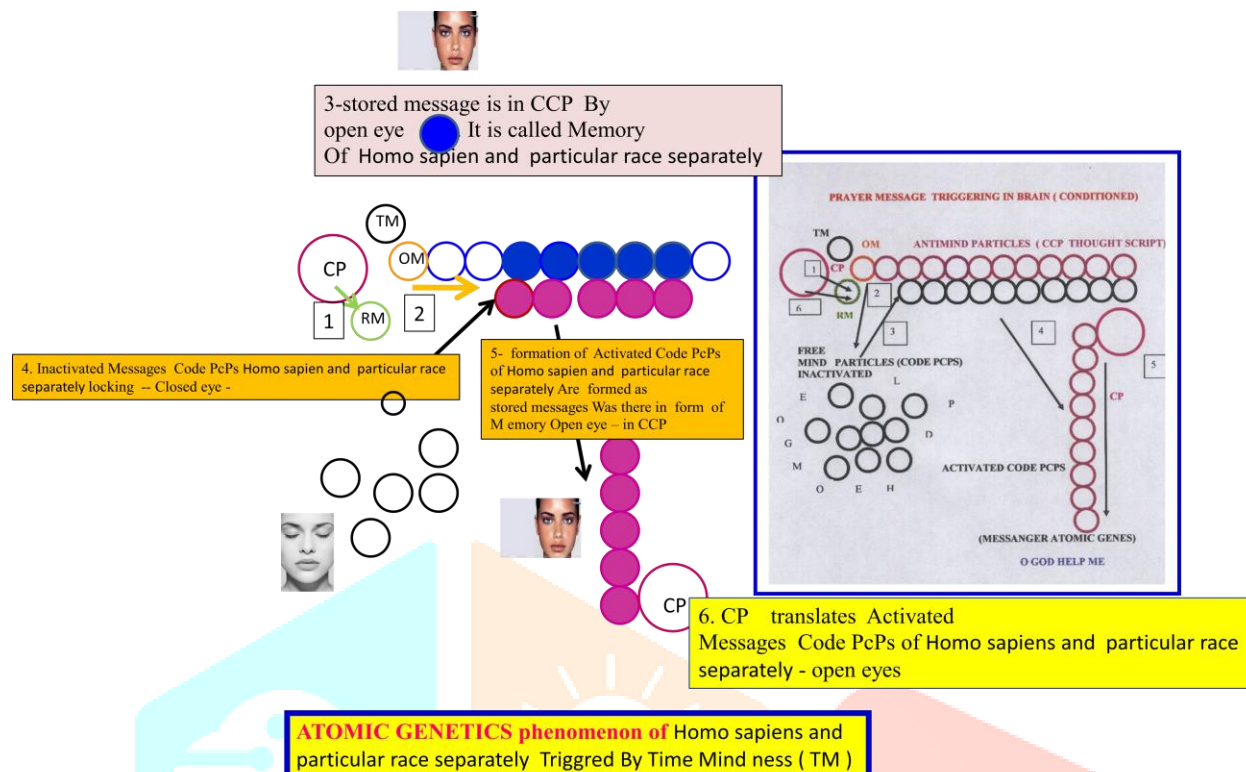 3-stored message is in CCP By
open eye . It is called Memory
Of Homo sapien and particular race separately
TM
OM
CP
RM
1
2
4. Inactivated Messages Code PcPs Homo sapien and particular race
separately locking -- Closed eye -
5- formation of Activated Code PcPs
of Homo sapien and particular race
separately Are formed as
stored messages Was there in form of
M emory Open eye – in CCP
CP
PRAYER MESSAGE TRIGGERING IN BRAIN ( CONDITIONED)
TM
OM
ANTIMIND PARTICLES ( CCP THOUGHT SCRIPT)
1
CP
6
RM
2
3
4
5
CP
FREE
MIND PARTICLES (CODE PCPS)
INACTIVATED
L
E
P
O
G
D
M
O
E
H
ACTIVATED CODE PCPS
(MESSANGER ATOMIC GENES)
O GOD HELP ME
6. CP translates Activated
Messages Code PcPs of Homo sapiens and particular race
separately - open eyes
ATOMIC GENETICS phenomenon of Homo sapiens and
particular race separately Triggred By Time Mind ness ( TM )